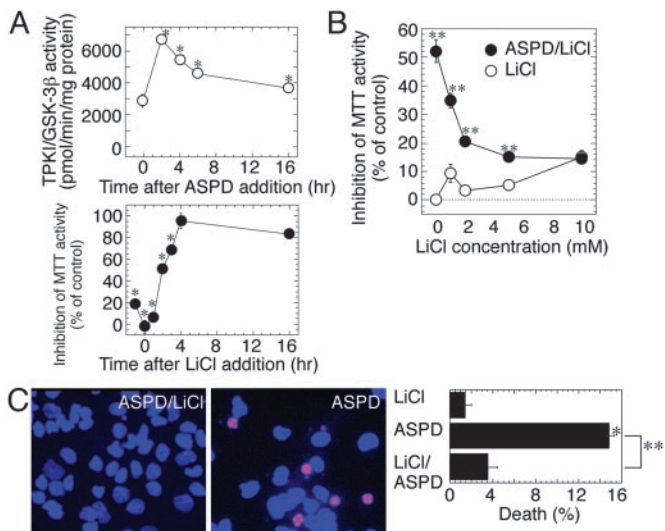 A
TPKI/GSK-3β activity
(pmol/min/mg protein)
6000
4000
2000
0
*
*
*
*
0 4 8 12 16
Time after ASPD addition (hr)
Inhibition of MTT activity
(% of control)
100
80
60
40
20
0
*
*
*
*
*
0 4 8 12 16
Time after LiCl addition (hr)
B
Inhibition of MTT activity
(% of control)
60
50
40
30
20
10
0
**
**
**
**
ASPD/LiCl
LiCl
0 2 4 6 8 10
LiCl concentration (mM)
C
ASPD/LiCl
ASPD
LiCl
ASPD
LiCl/
ASPD
*
**
0 4 8 12 16
Death (%)